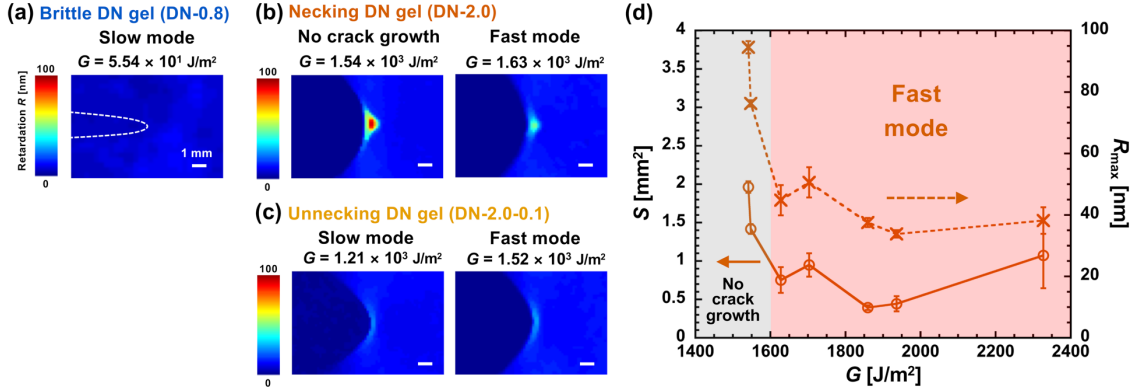 (a) Brittle DN gel (DN-0.8)
Slow mode
G = 5.54 × 10¹ J/m²
Retardation R [nm]
100
0
1 mm
(b) Necking DN gel (DN-2.0)
No crack growth
G = 1.54 × 10³ J/m²
Fast mode
G = 1.63 × 10³ J/m²
100
0
(c) Unnecking DN gel (DN-2.0-0.1)
Slow mode
G = 1.21 × 10³ J/m²
Fast mode
G = 1.52 × 10³ J/m²
100
0
(d)
S [mm²]
4
3.5
3
2.5
2
1.5
1
0.5
0
Fast
mode
No
crack
growth
100
80
60
40
20
0
Rmax [nm]
1400
1600
1800
2000
2200
2400
G [J/m²]